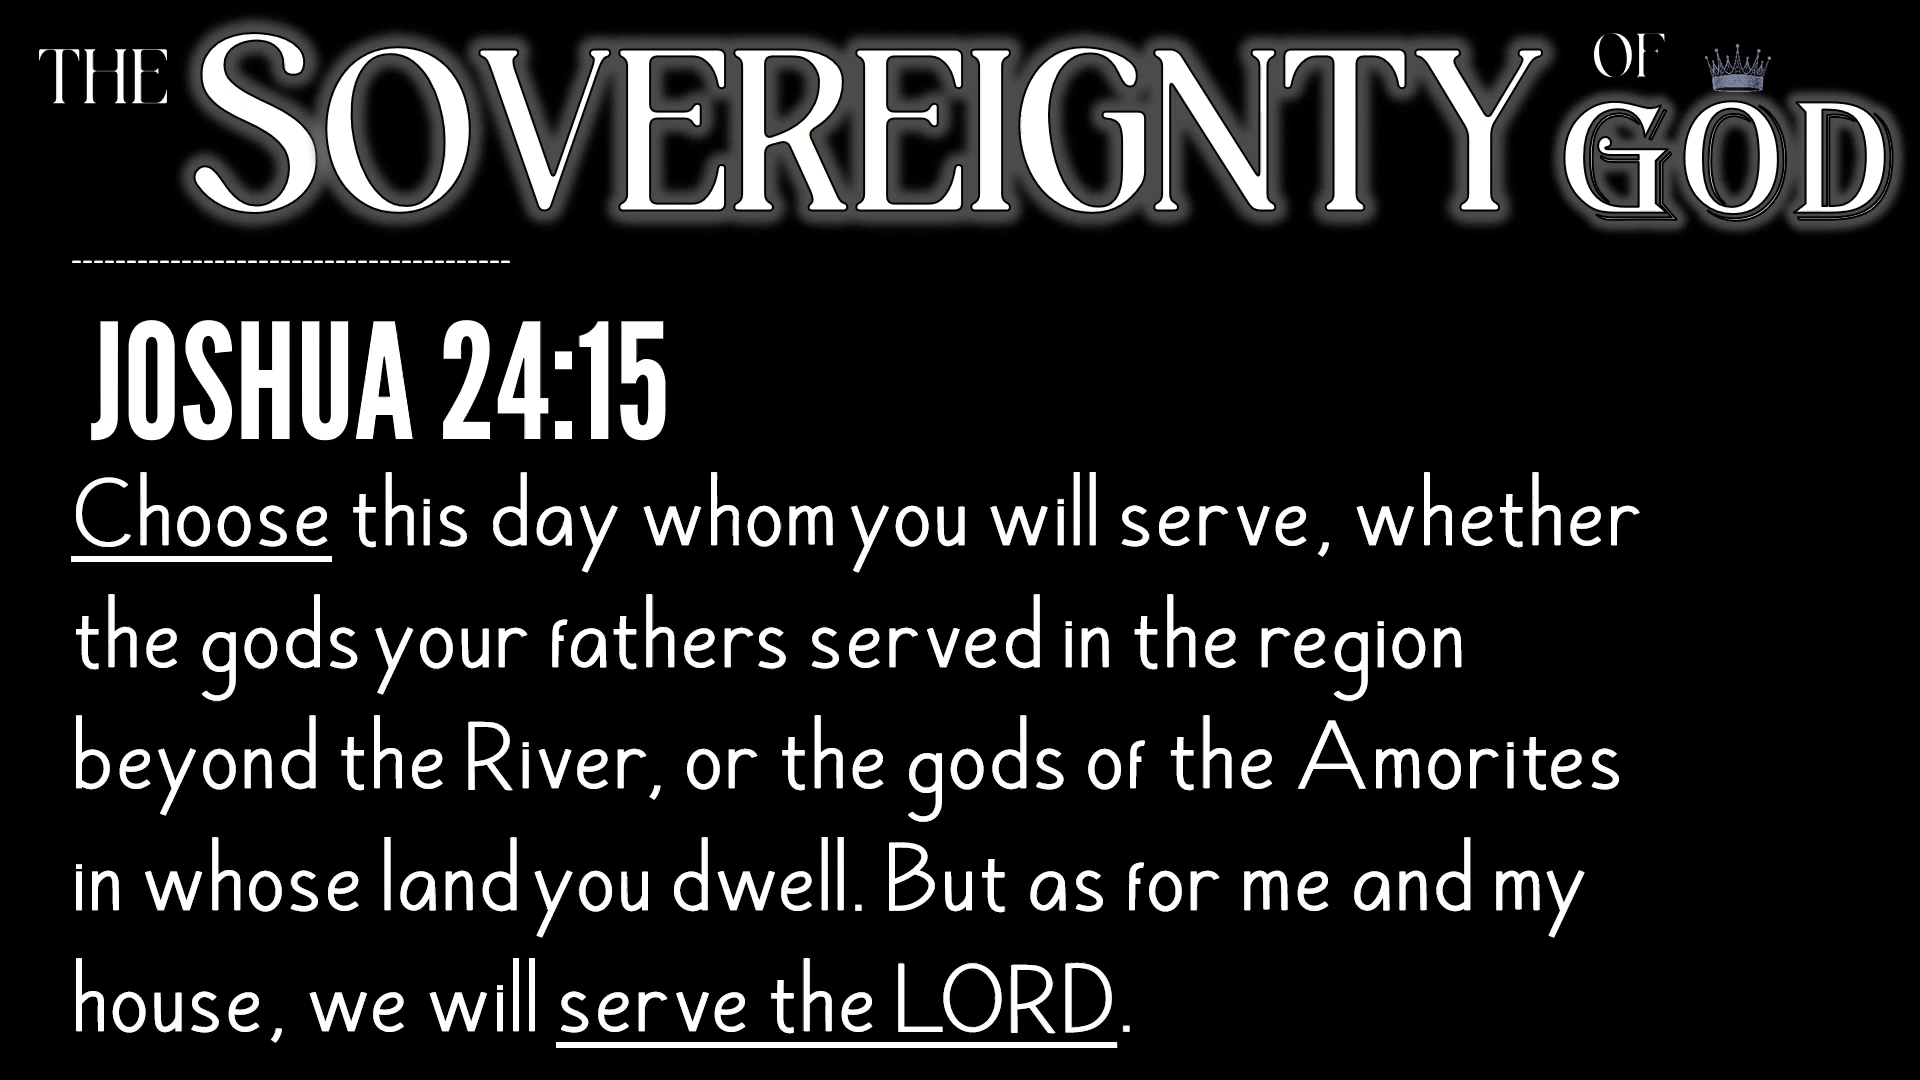 THE SOVEREIGNTY OF GOD
---------------------------------------
JOSHUA 24:15
Choose this day whom you will serve, whether
the gods your fathers served in the region
beyond the River, or the gods of the Amorites
in whose land you dwell. But as for me and my
house, we will serve the LORD.